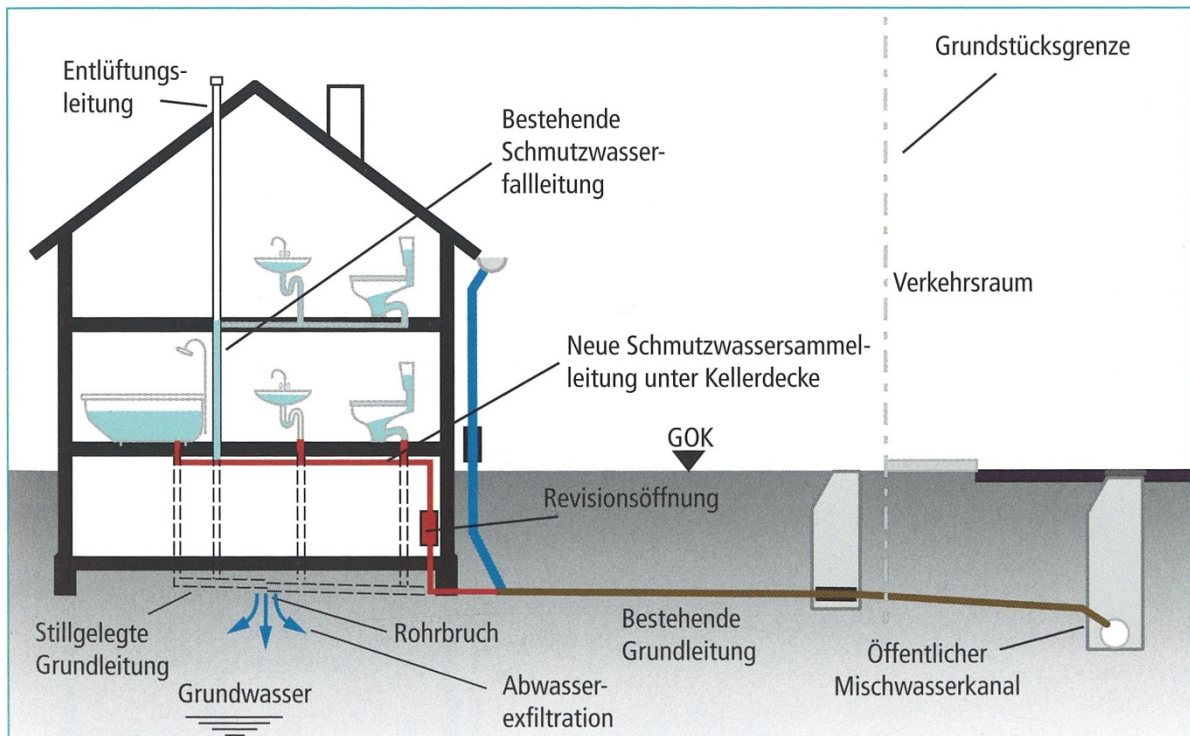 Entlüftungs-
leitung
Bestehende
Schmutzwasser-
fallleitung
Grundstücksgrenze
Verkehrsraum
Neue Schmutzwassersammel-
leitung unter Kellerdecke
GOK
Revisionsöffnung
Stillgelegte
Grundleitung
Rohrbruch
Bestehende
Grundleitung
Öffentlicher
Mischwasserkanal
Grundwasser
Abwasser-
exfiltration